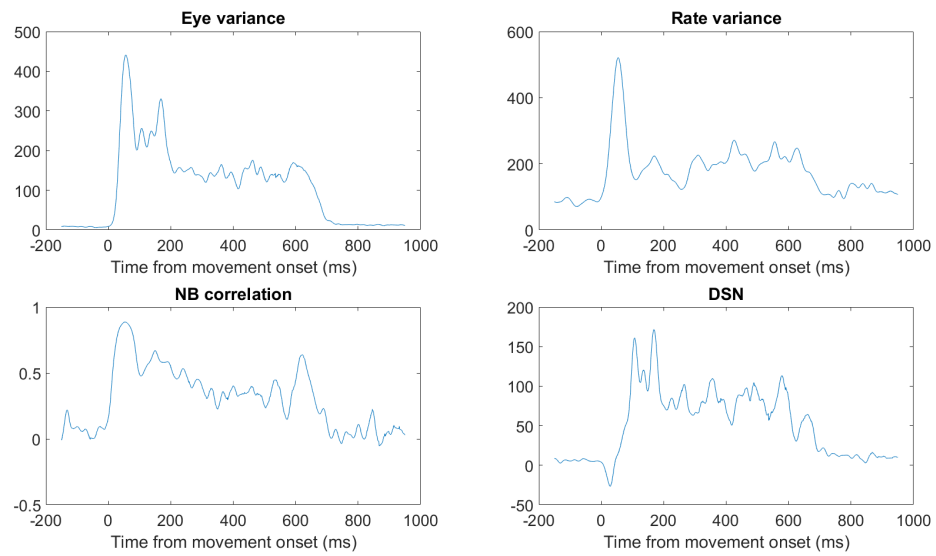 Eye variance
500
400
300
200
100
0
-200 0 200 400 600 800 1000
Time from movement onset (ms)
Rate variance
600
400
200
0
-200 0 200 400 600 800 1000
Time from movement onset (ms)
NB correlation
1
0.5
0
-0.5
-200 0 200 400 600 800 1000
Time from movement onset (ms)
DSN
200
150
100
50
0
-50
-200 0 200 400 600 800 1000
Time from movement onset (ms)